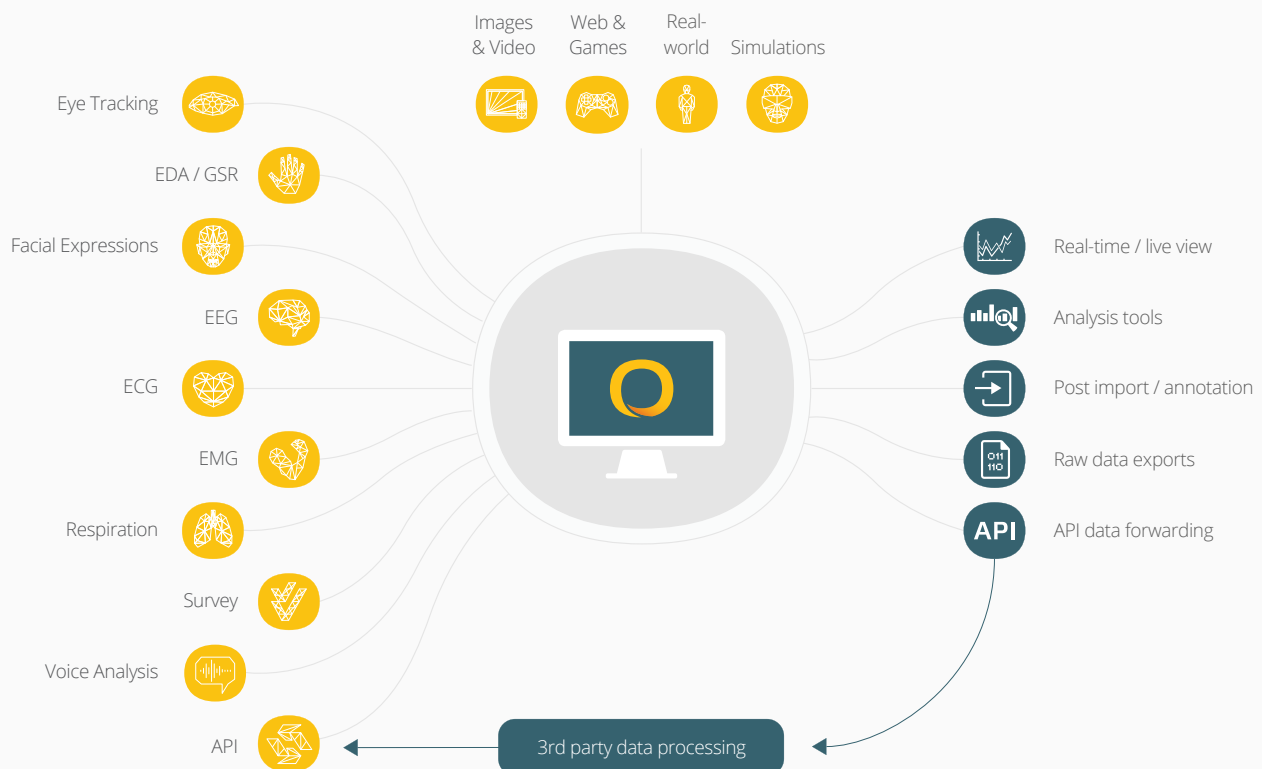 Images
& Video
Web &
Games
Real-
world
Simulations
Eye Tracking
EDA / GSR
Facial Expressions
EEG
ECG
EMG
Respiration
Survey
Voice Analysis
API
Real-time / live view
Analysis tools
Post import / annotation
Raw data exports
011
110
API
API data forwarding
3rd party data processing